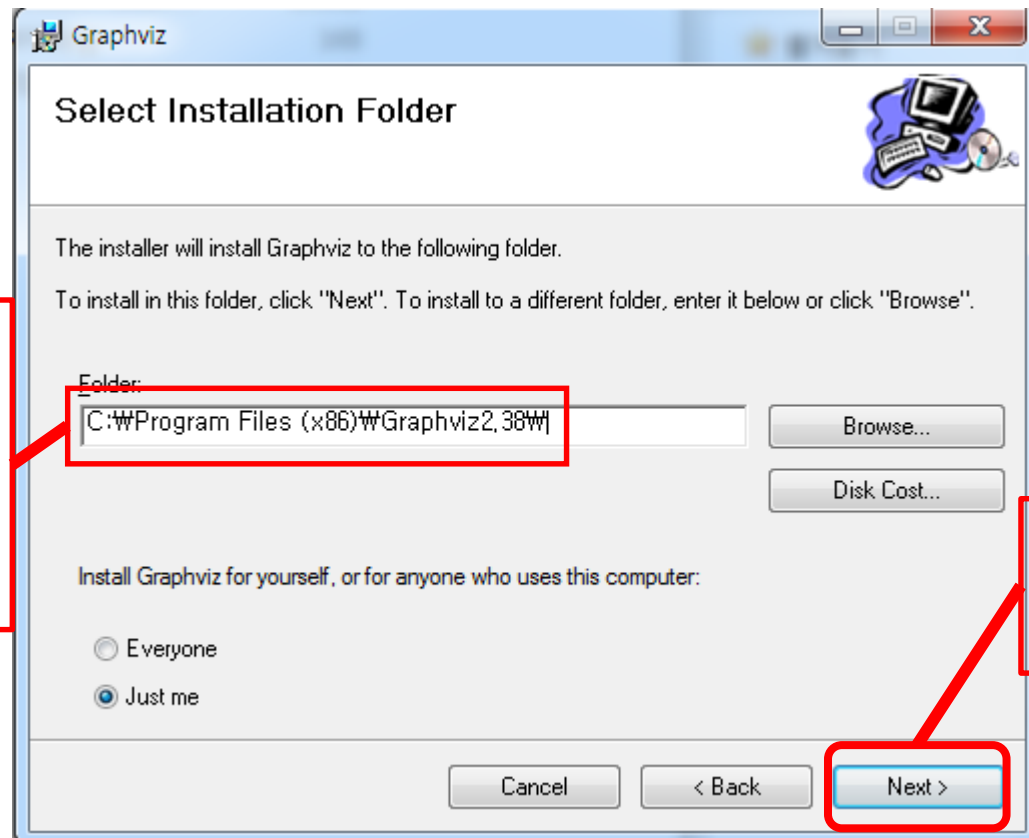 Graphviz
Select Installation Folder
The installer will install Graphviz to the following folder.
To install in this folder, click "Next". To install to a different folder, enter it below or click "Browse".
Folder:
C:₩Program Files (x86)₩Graphviz2,38₩
Browse...
Disk Cost...
Install Graphviz for yourself, or for anyone who uses this computer:
Everyone
Just me
Cancel
< Back
Next >